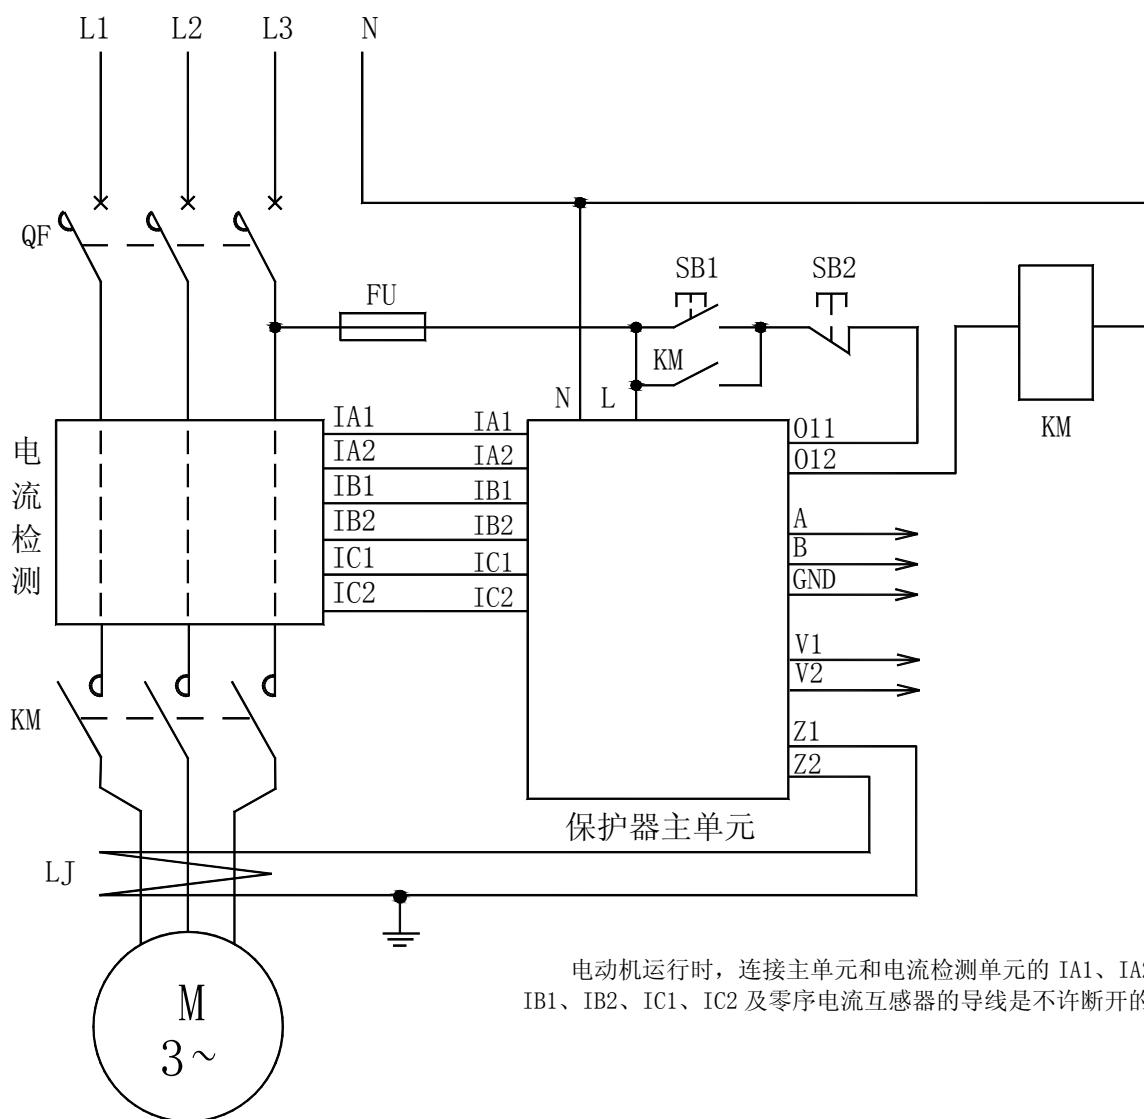 L1 L2 L3 N
QF
FU
SB1 SB2
KM
KM
N L
电流检测
IA1 IA1
IA2 IA2
IB1 IB1
IB2 IB2
IC1 IC1
IC2 IC2
O11
O12
A
B
GND
V1
V2
Z1
Z2
KM
保护器主单元
LJ
M
3~
电动机运行时，连接主单元和电流检测单元的 IA1、IA2
IB1、IB2、IC1、IC2 及零序电流互感器的导线是不许断开的